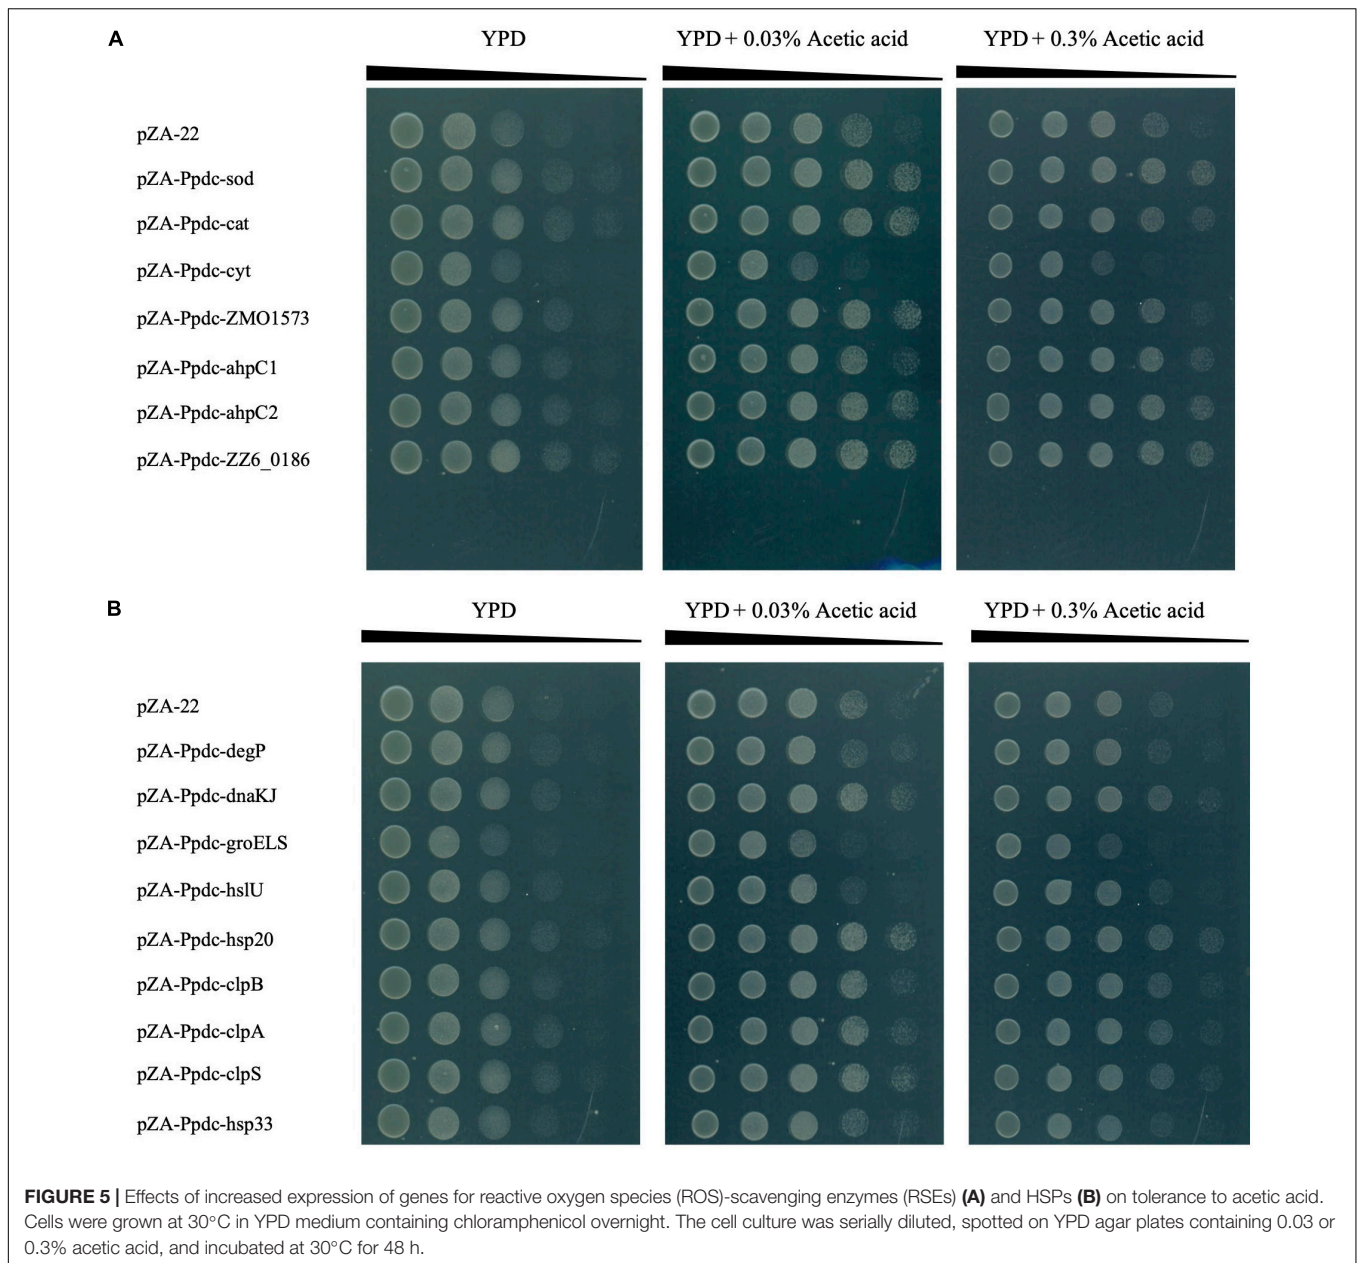 A
YPD
YPD + 0.03% Acetic acid
YPD + 0.3% Acetic acid
pZA-22
pZA-Ppdc-sod
pZA-Ppdc-cat
pZA-Ppdc-cyt
pZA-Ppdc-ZMO1573
pZA-Ppdc-ahpC1
pZA-Ppdc-ahpC2
pZA-Ppdc-ZZ6_0186
B
YPD
YPD + 0.03% Acetic acid
YPD + 0.3% Acetic acid
pZA-22
pZA-Ppdc-degP
pZA-Ppdc-dnaKJ
pZA-Ppdc-groELS
pZA-Ppdc-hslU
pZA-Ppdc-hsp20
pZA-Ppdc-clpB
pZA-Ppdc-clpA
pZA-Ppdc-clpS
pZA-Ppdc-hsp33
FIGURE 5 | Effects of increased expression of genes for reactive oxygen species (ROS)-scavenging enzymes (RSEs) (A) and HSPs (B) on tolerance to acetic acid.
Cells were grown at 30°C in YPD medium containing chloramphenicol overnight. The cell culture was serially diluted, spotted on YPD agar plates containing 0.03 or
0.3% acetic acid, and incubated at 30°C for 48 h.